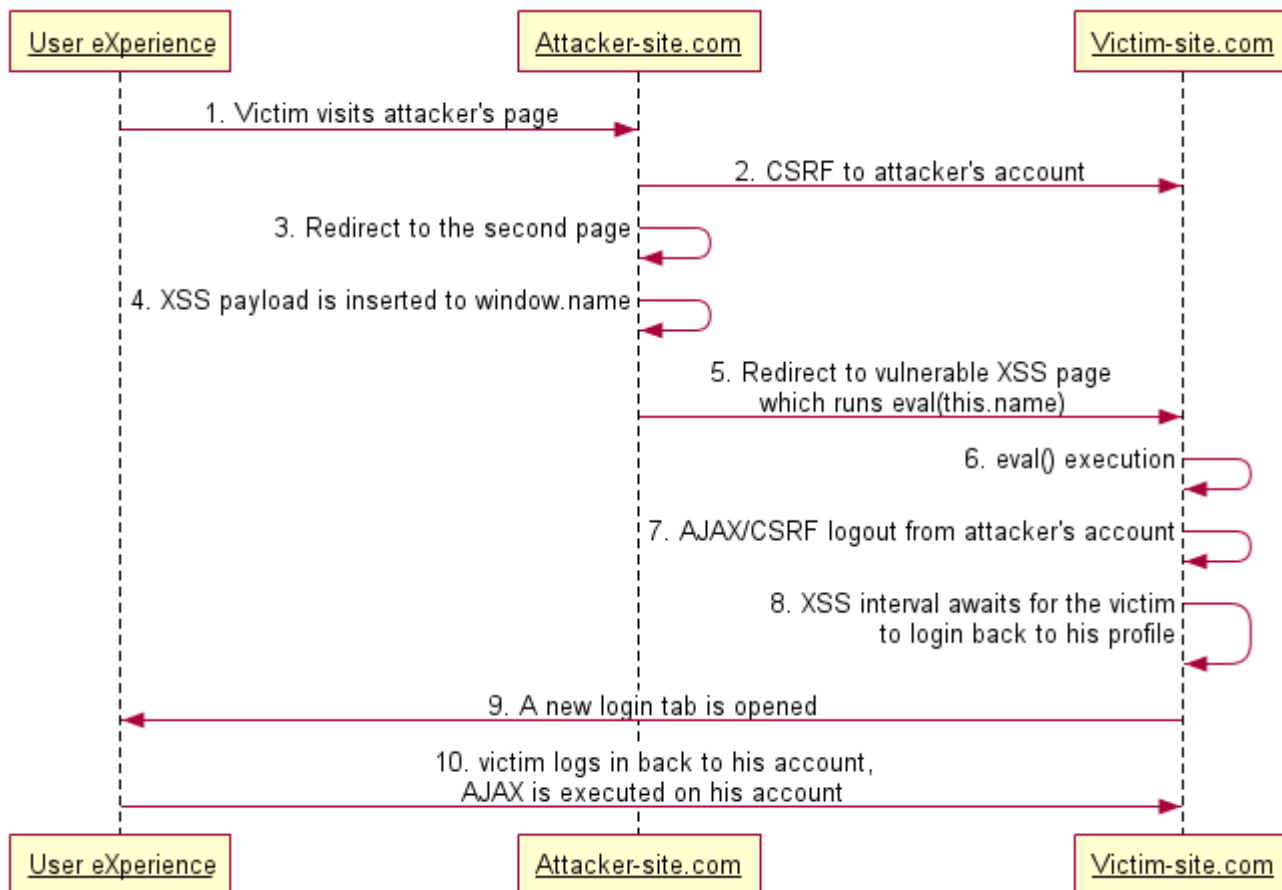 User eXperience
Attacker-site.com
Victim-site.com
1. Victim visits attacker's page
2. CSRF to attacker's account
3. Redirect to the second page
4. XSS payload is inserted to window.name
5. Redirect to vulnerable XSS page
which runs eval(this.name)
6. eval() execution
7. AJAX/CSRF logout from attacker's account
8. XSS interval awaits for the victim
to login back to his profile
9. A new login tab is opened
10. victim logs in back to his account,
AJAX is executed on his account
User eXperience
Attacker-site.com
Victim-site.com